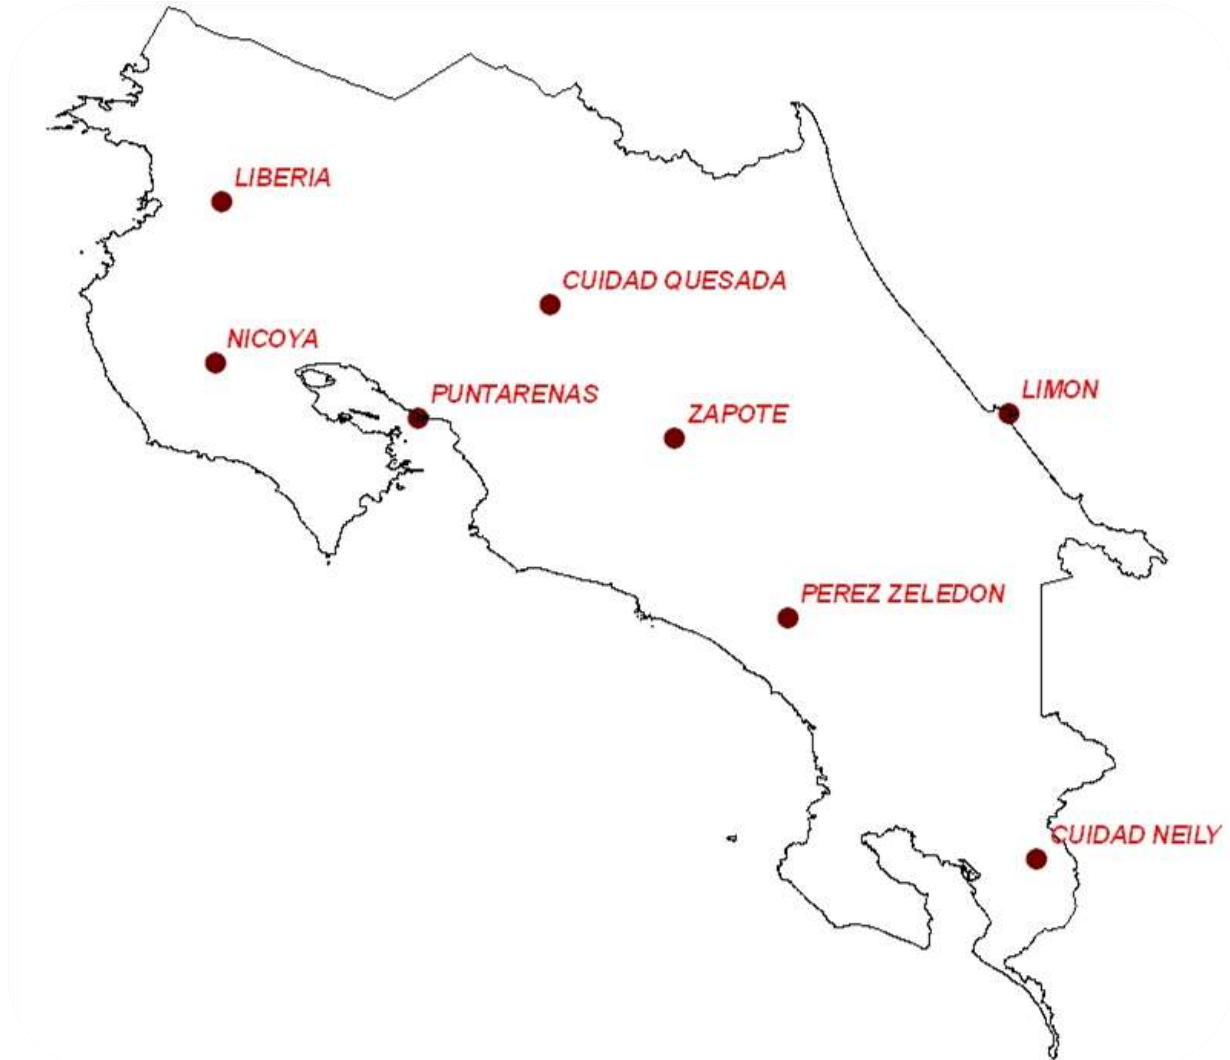 LIBERIA
CUIDAD QUESADA
NICOYA
PUNTARENAS
ZAPOTE
LIMON
PEREZ ZELEDON
CUIDAD NEILY